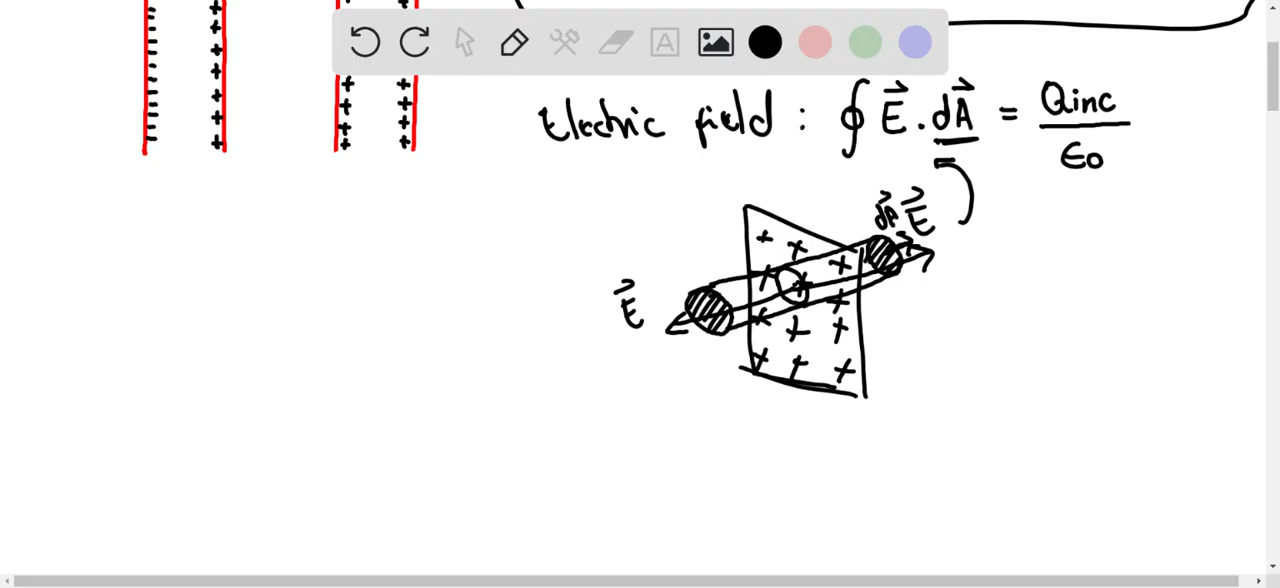 Electric field : ∮ E⃗ . dA⃗ = Qinc / ϵ0
dA⃗ E⃗
E⃗
A